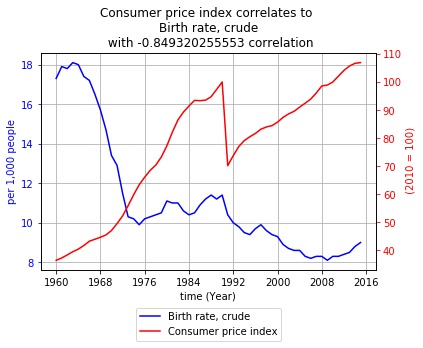 Consumer price index correlates to
Birth rate, crude
with -0.849320255553 correlation
per 1,000 people
18
16
14
12
10
8
110
100
90
80
70
60
50
40
(2010 = 100)
1960 1968 1976 1984 1992 2000 2008 2016
time (Year)
Birth rate, crude
Consumer price index